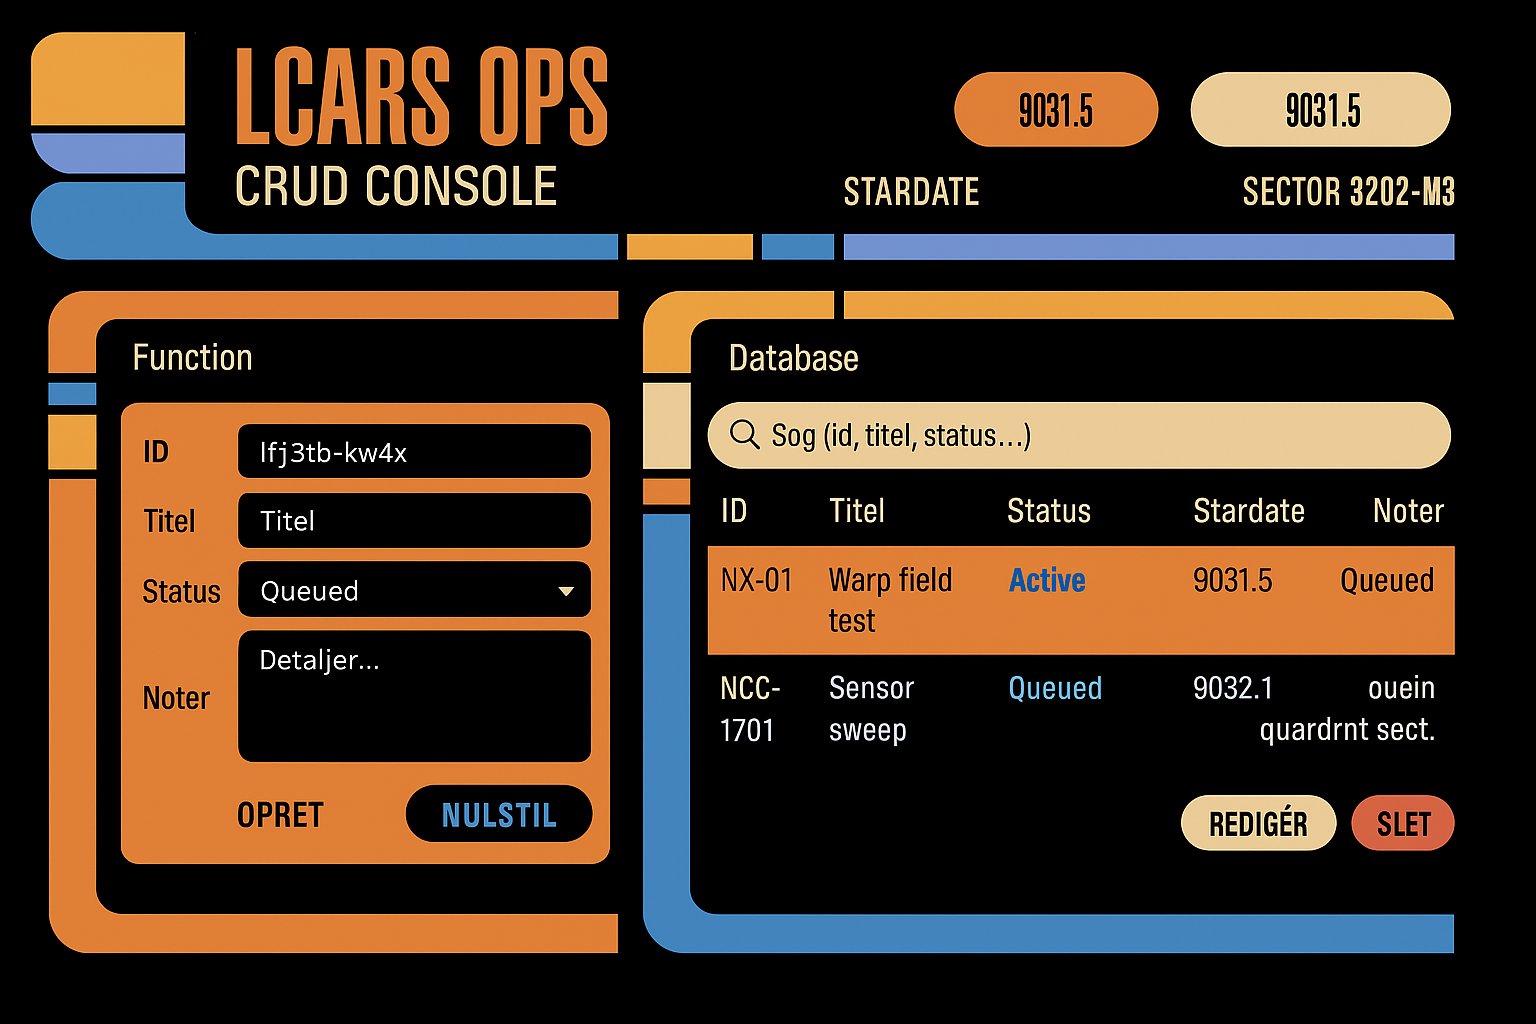 LCARS OPS
CRUD CONSOLE
9031.5
9031.5
STARDATE
SECTOR 3202-M3
Function
ID
lfj3tb-kw4x
Titel
Titel
Status
Queued
Noter
Detaljer...
OPRET
NULSTIL
Database
Sog (id, titel, status...)
ID Titel Status Stardate Noter
NX-01 Warp field Active 9031.5 Queued
test
NCC- Sensor Queued 9032.1 ouein
1701 sweep quardrnt sect.
REDIGÉR
SLET